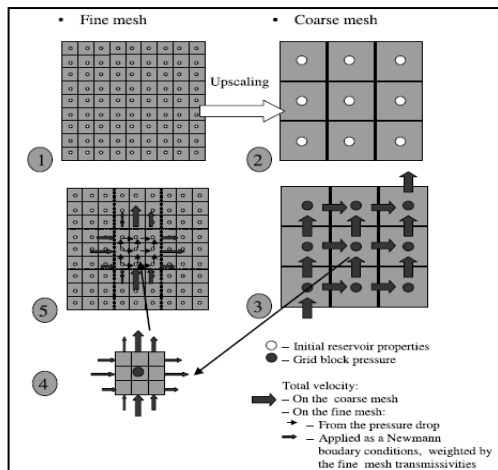 • Fine mesh
• Coarse mesh
Upscaling
1
2
5
3
4
– Initial reservoir properties
– Grid block pressure
Total velocity:
– On the coarse mesh
– On the fine mesh:
– From the pressure drop
– Applied as a Newmann
boudary conditions, weighted by
the fine mesh transmissivities